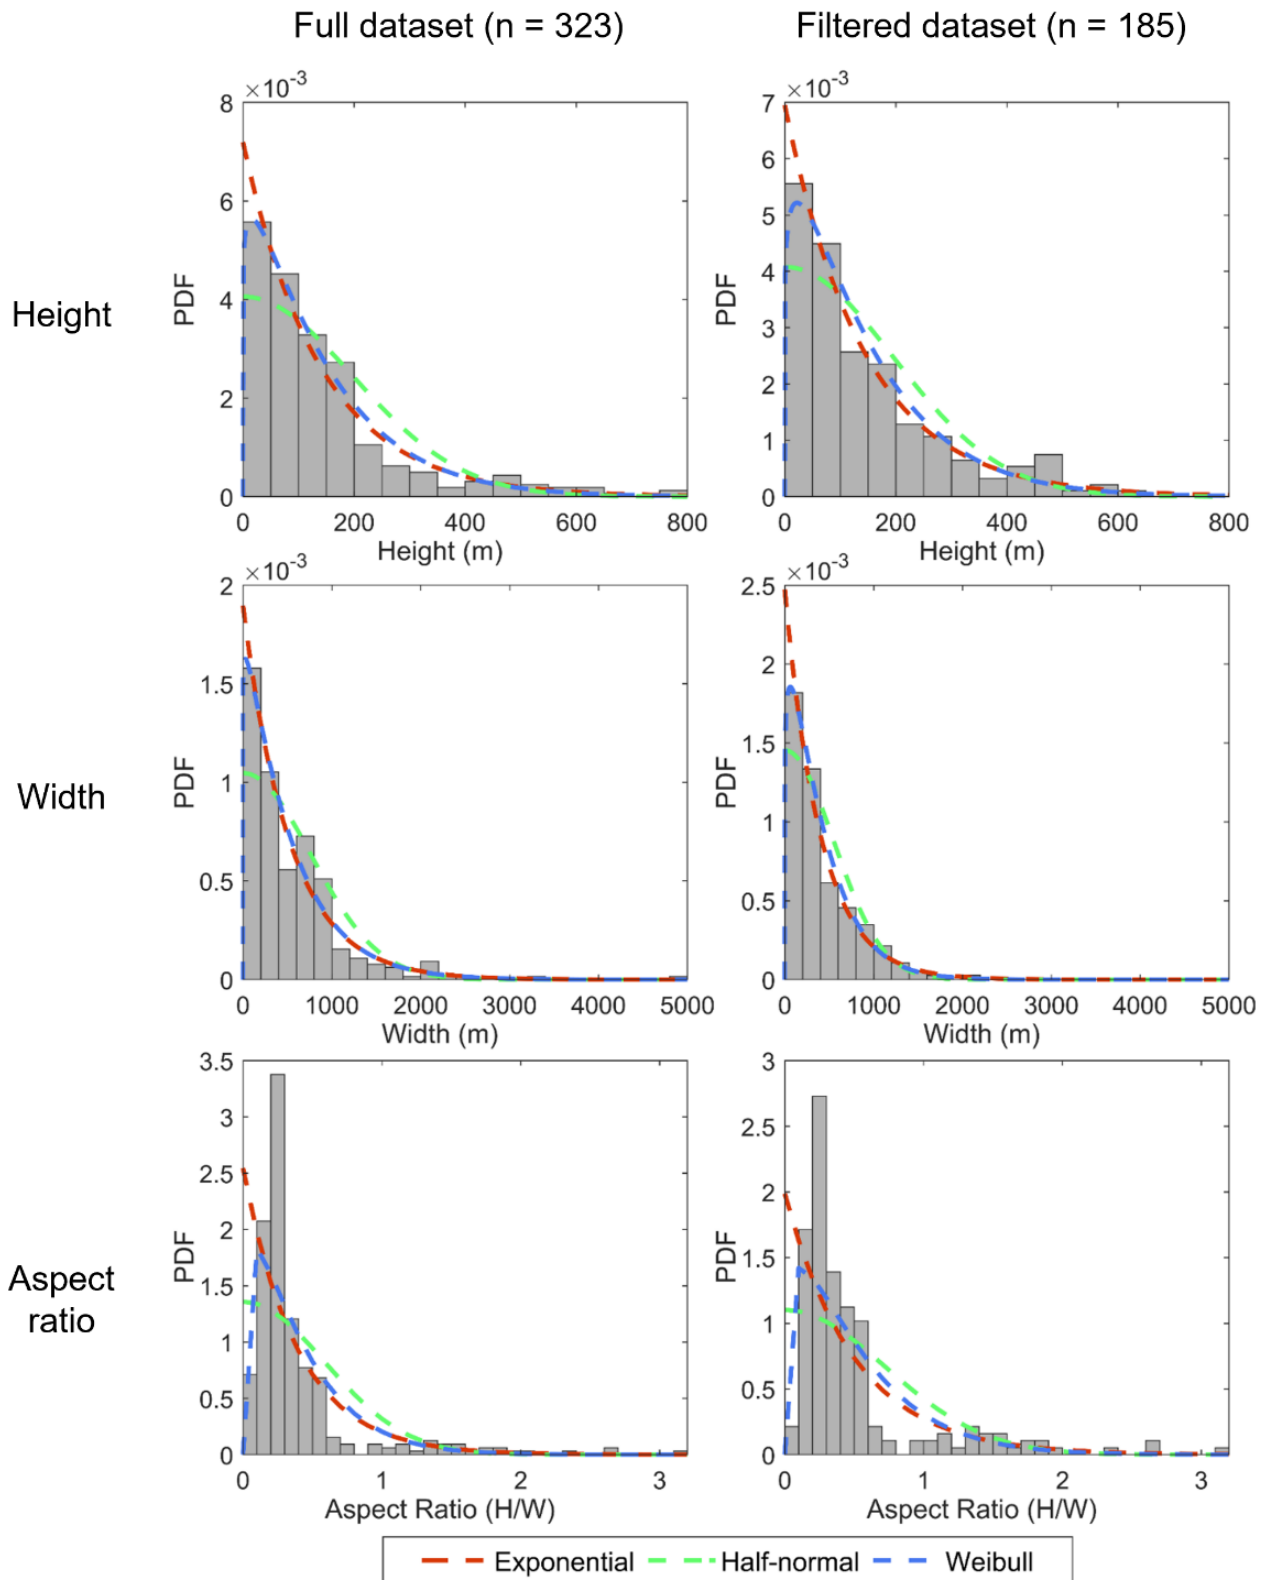 Full dataset (n = 323)
Filtered dataset (n = 185)
Height
×10-3
8
6
4
2
0
PDF
0 200 400 600 800
Height (m)
×10-3
7
6
5
4
3
2
1
0
PDF
0 200 400 600 800
Height (m)
Width
×10-3
2
1.5
1
0.5
0
PDF
0 1000 2000 3000 4000 5000
Width (m)
×10-3
2.5
2
1.5
1
0.5
0
PDF
0 1000 2000 3000 4000 5000
Width (m)
Aspect
ratio
3.5
3
2.5
2
1.5
1
0.5
0
PDF
0 1 2 3
Aspect Ratio (H/W)
3
2.5
2
1.5
1
0.5
0
PDF
0 1 2 3
Aspect Ratio (H/W)
Exponential Half-normal Weibull